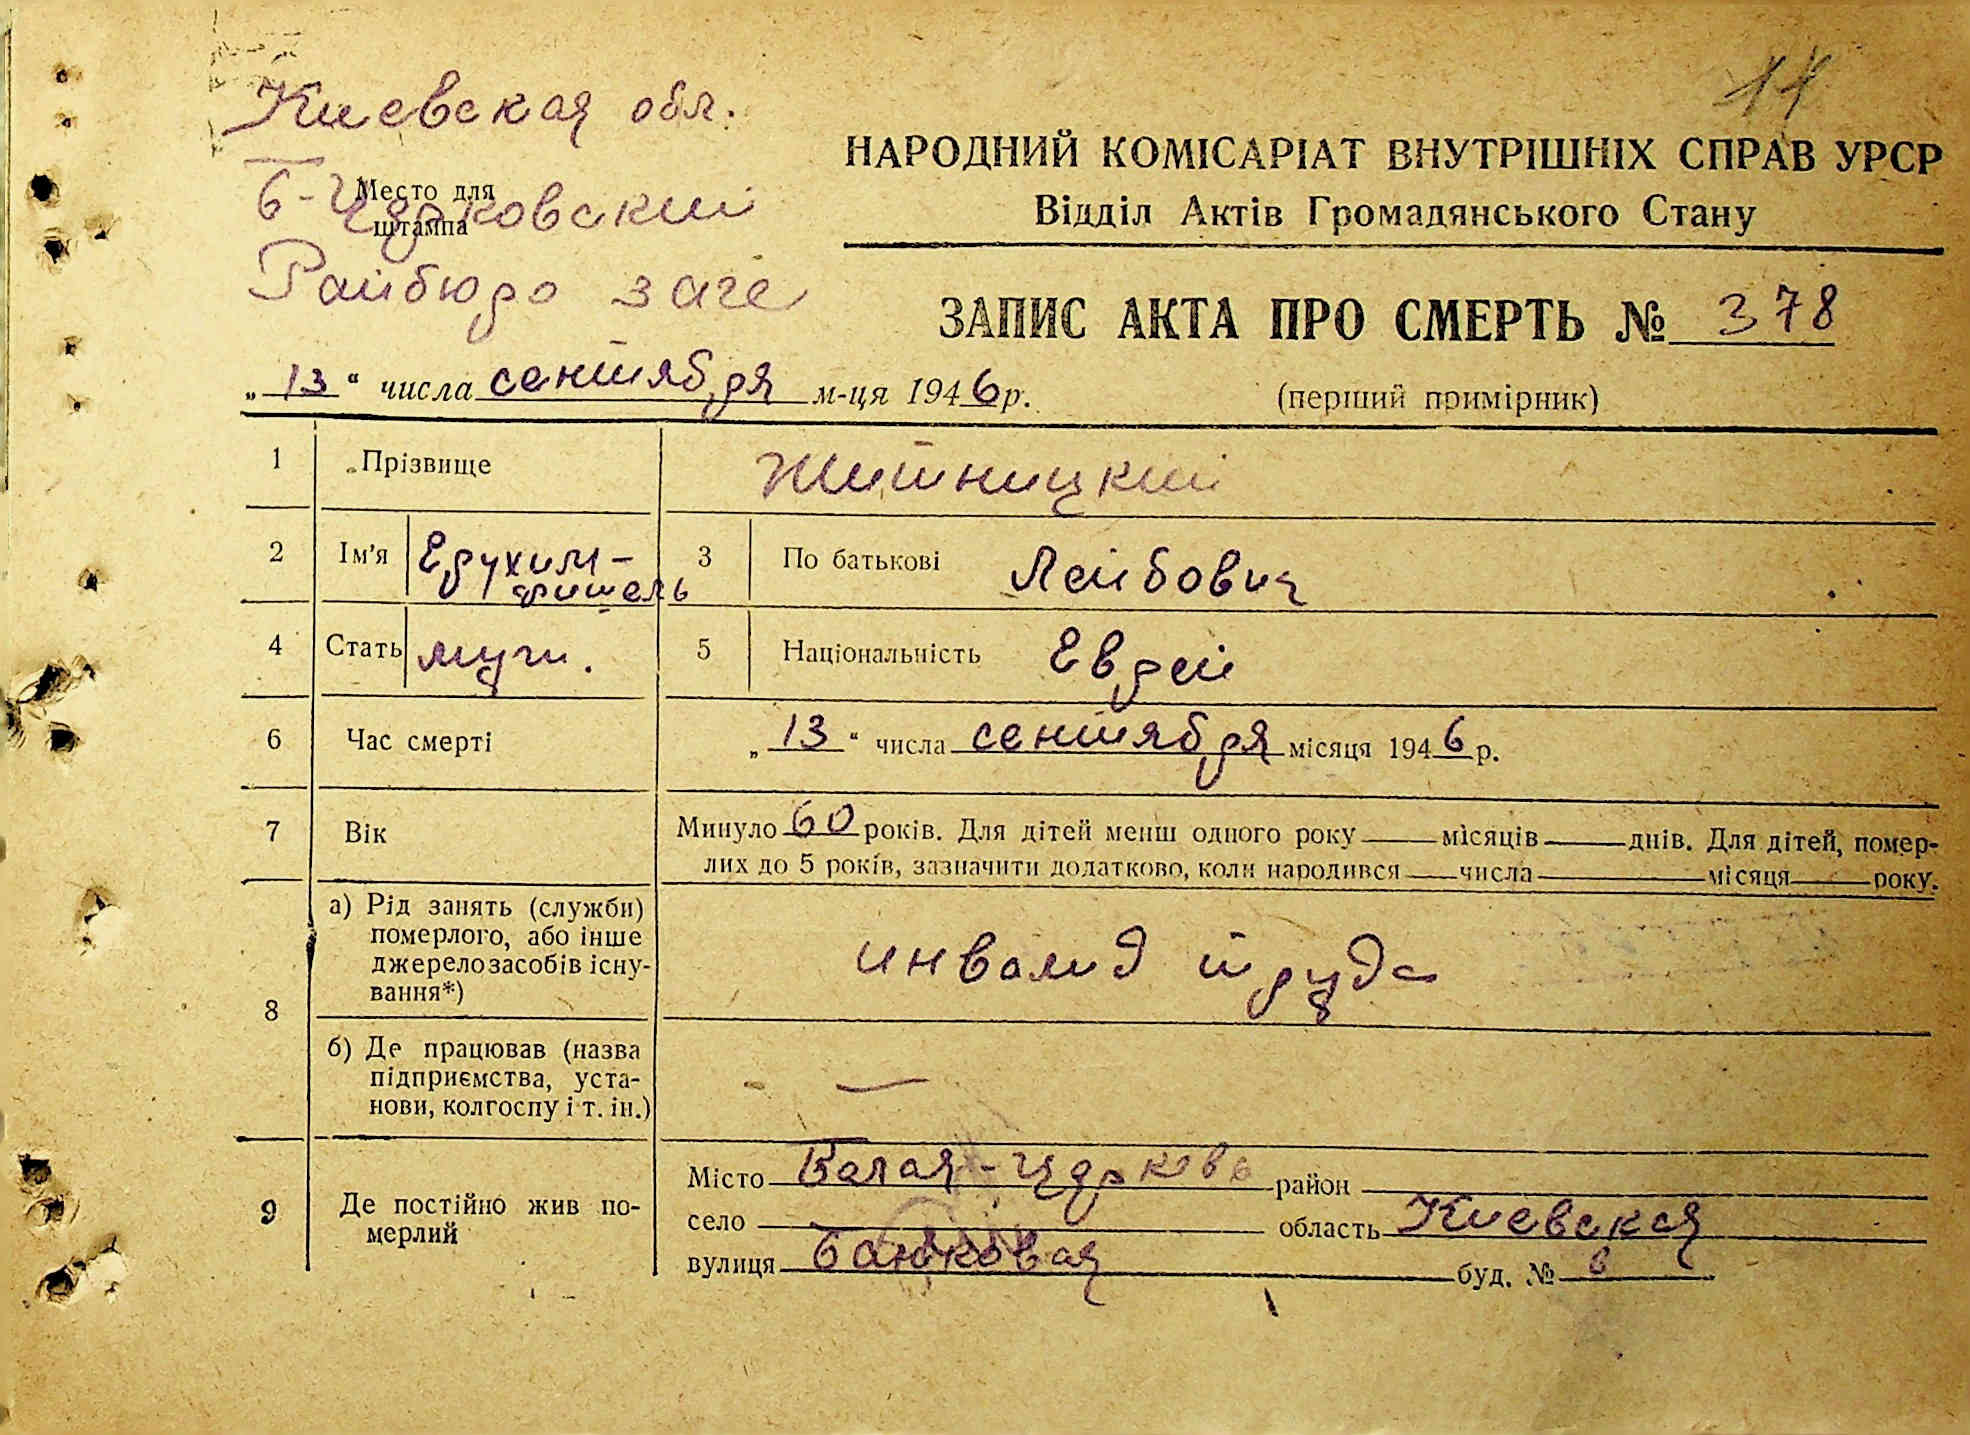 11
Киевская обл.
Б-Церковский
Место для
штампа
Райбюро загс
НАРОДНИЙ КОМІСАРІАТ ВНУТРІШНІХ СПРАВ УРСР
Відділ Актів Громадянського Стану
ЗАПИС АКТА ПРО СМЕРТЬ № 378
„ 13 “ числа сентября м-ця 1946 р.
(перший примірник)
1 Прізвище Житницкий
2 Ім’я Ерухим-
фишель
3 По батькові Лейбович
4 Стать муж.
5 Національність Еврей
6 Час смерті „ 13 “ числа сентября місяця 1946 р.
7 Вік Минуло 60 років. Для дітей менш одного року — місяців — днів. Для дітей, помер-
лих до 5 років, зазначити додатково, коли народився — числа — місяця — року.
8 а) Рід занять (служби)
померлого, або інше
джерело засобів існу-
вання*)
инвалид труда
б) Де працював (назва
підприємства, уста-
нови, колгоспу і т. ін.)
—
9 Де постійно жив по-
мерлий
Місто Белая-Церковь район
село область Киевская
вулиця Банковая буд. №